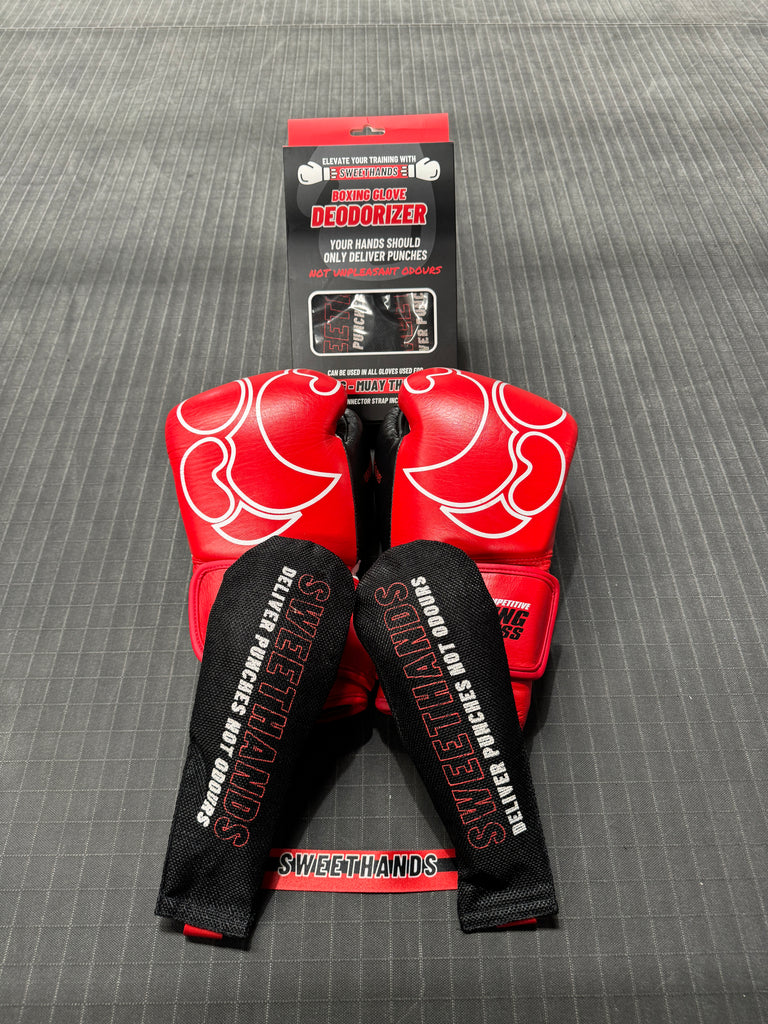 ELEVATE YOUR TRAINING WITH
SWEETHANDS
BOXING GLOVE
DEODORIZER
YOUR HANDS SHOULD
ONLY DELIVER PUNCHES
NOT UNPLEASANT ODOURS
CAN BE USED IN ALL GLOVES USED FOR
MUAY
SWEETHANDS
DELIVER PUNCHES NOT ODOURS
SWEETHANDS
DELIVER PUNCHES NOT ODOURS
SWEETHANDS